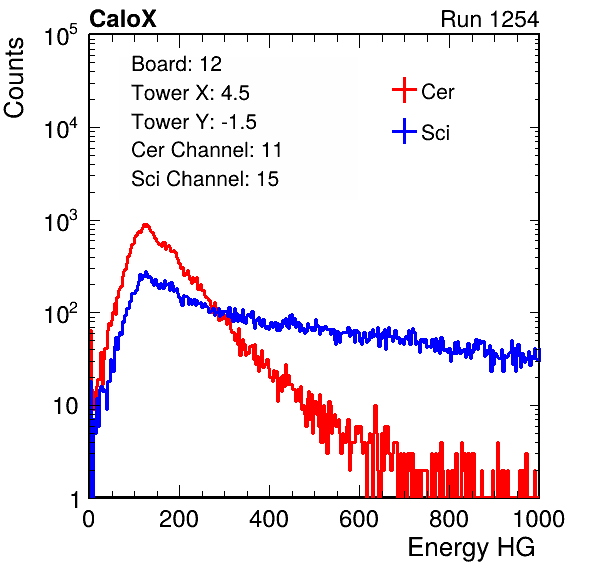 CaloX Run 1254
Counts
Board: 12
Tower X: 4.5
Tower Y: -1.5
Cer Channel: 11
Sci Channel: 15
Cer
Sci
10^5
10^4
10^3
10^2
10
1
0 200 400 600 800 1000
Energy HG